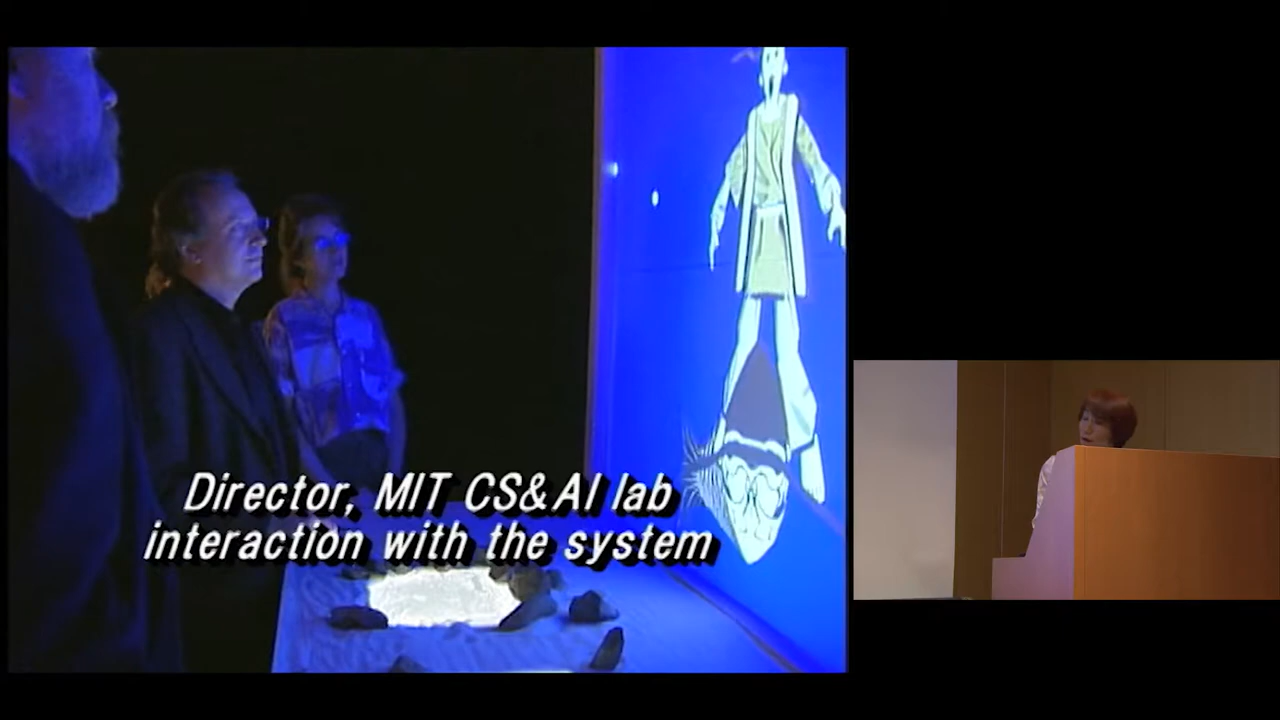 Director, MIT CS&AI lab
interaction with the system